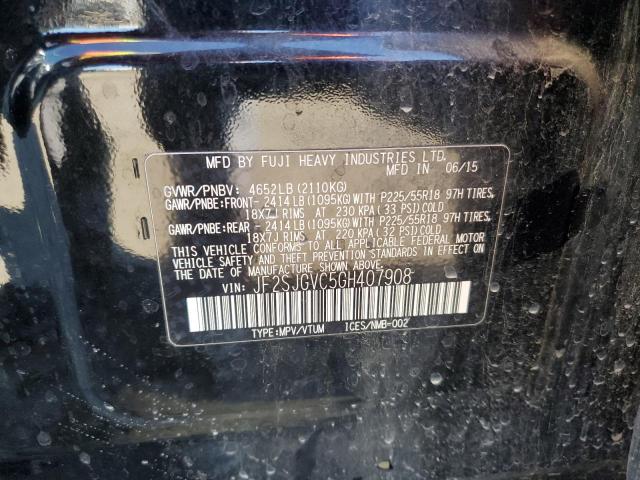 MFD BY FUJI HEAVY INDUSTRIES LTD.
MFD IN 06/15
GVWR/PNBV: 4652LB (2110KG)
GAWR/PNBE:FRONT- 2414LB (1095KG) WITH P225/55R18 97H TIRES,
18X7J RIMS AT 230 KPA (33 PSI) COLD
GAWR/PNBE:REAR - 2414LB (1095KG) WITH P225/55R18 97H TIRES,
18X7J RIMS AT 220 KPA (32 PSI) COLD
THIS VEHICLE CONFORMS TO ALL APPLICABLE FEDERAL MOTOR
VEHICLE SAFETY AND THEFT PREVENTION STANDARDS IN EFFECT ON
THE DATE OF MANUFACTURE SHOWN ABOVE.
VIN: JF2SJGVC5GH407908
TYPE:MPV/VTUM ICES/NMB-002